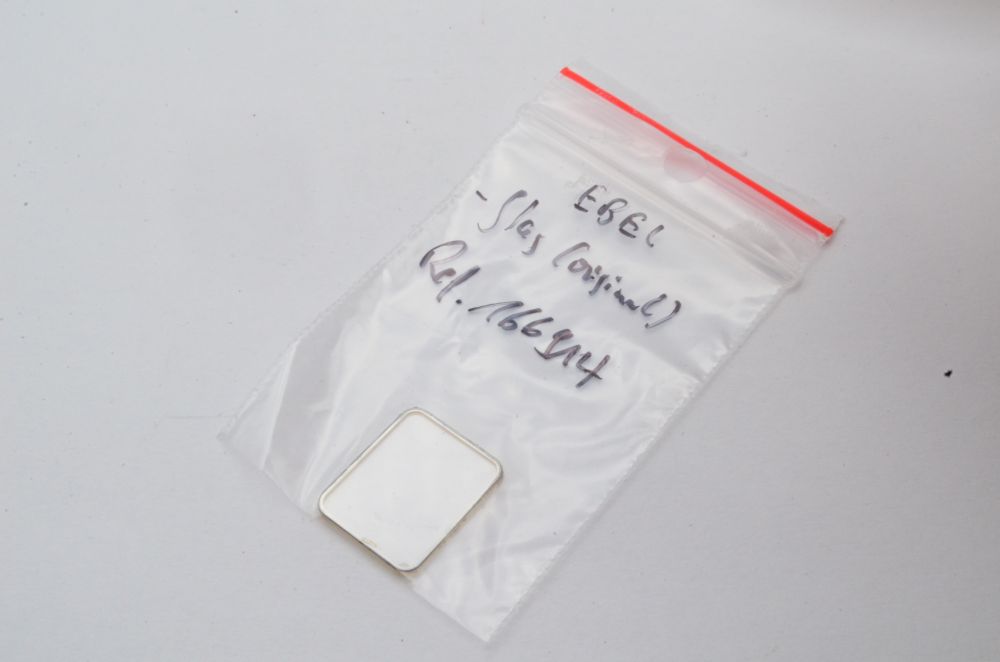 EBEL
- Glas (original)
Ref. 166914